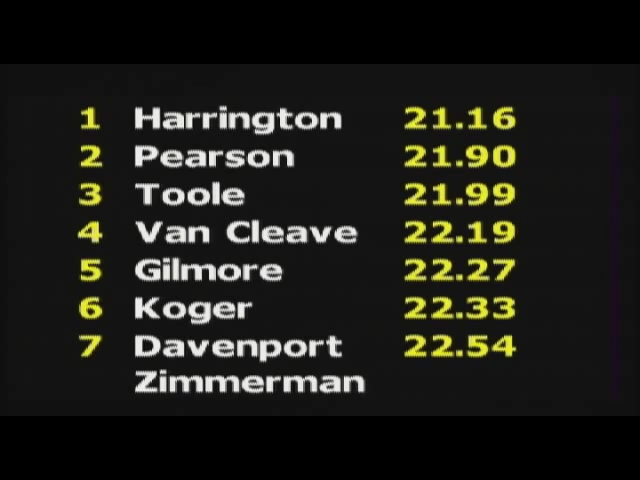 1 Harrington 21.16
2 Pearson 21.90
3 Toole 21.99
4 Van Cleave 22.19
5 Gilmore 22.27
6 Koger 22.33
7 Davenport 22.54
Zimmerman